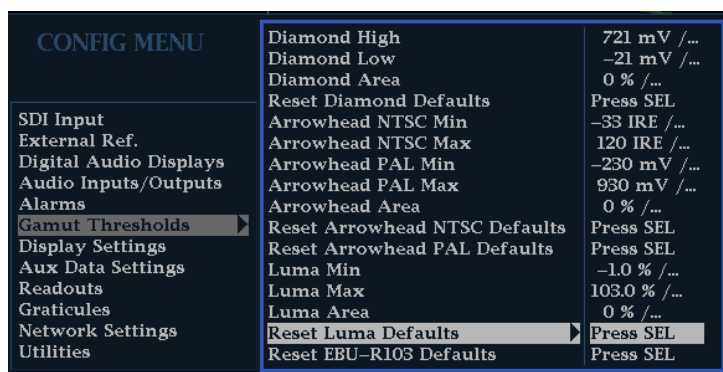 CONFIG MENU
SDI Input
External Ref.
Digital Audio Displays
Audio Inputs/Outputs
Alarms
Gamut Thresholds
Display Settings
Aux Data Settings
Readouts
Graticules
Network Settings
Utilities
Diamond High 721 mV /...
Diamond Low –21 mV /...
Diamond Area 0 % /...
Reset Diamond Defaults Press SEL
Arrowhead NTSC Min –33 IRE /...
Arrowhead NTSC Max 120 IRE /...
Arrowhead PAL Min –230 mV /...
Arrowhead PAL Max 930 mV /...
Arrowhead Area 0 % /...
Reset Arrowhead NTSC Defaults Press SEL
Reset Arrowhead PAL Defaults Press SEL
Luma Min –1.0 % /...
Luma Max 103.0 % /...
Luma Area 0 % /...
Reset Luma Defaults Press SEL
Reset EBU–R103 Defaults Press SEL